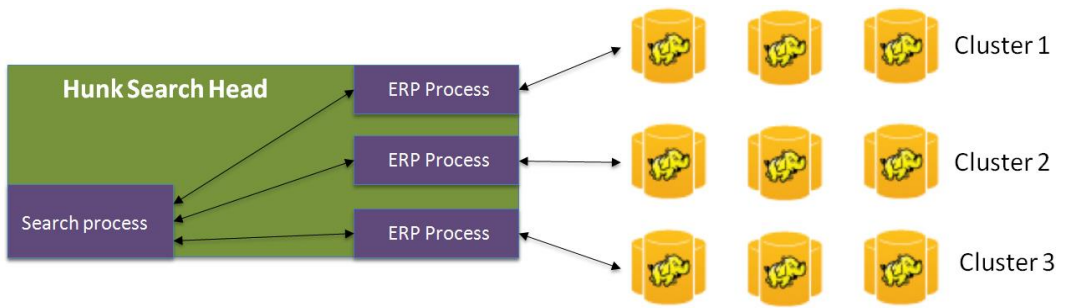 Hunk Search Head
ERP Process
Cluster 1
ERP Process
Cluster 2
Search process
ERP Process
Cluster 3